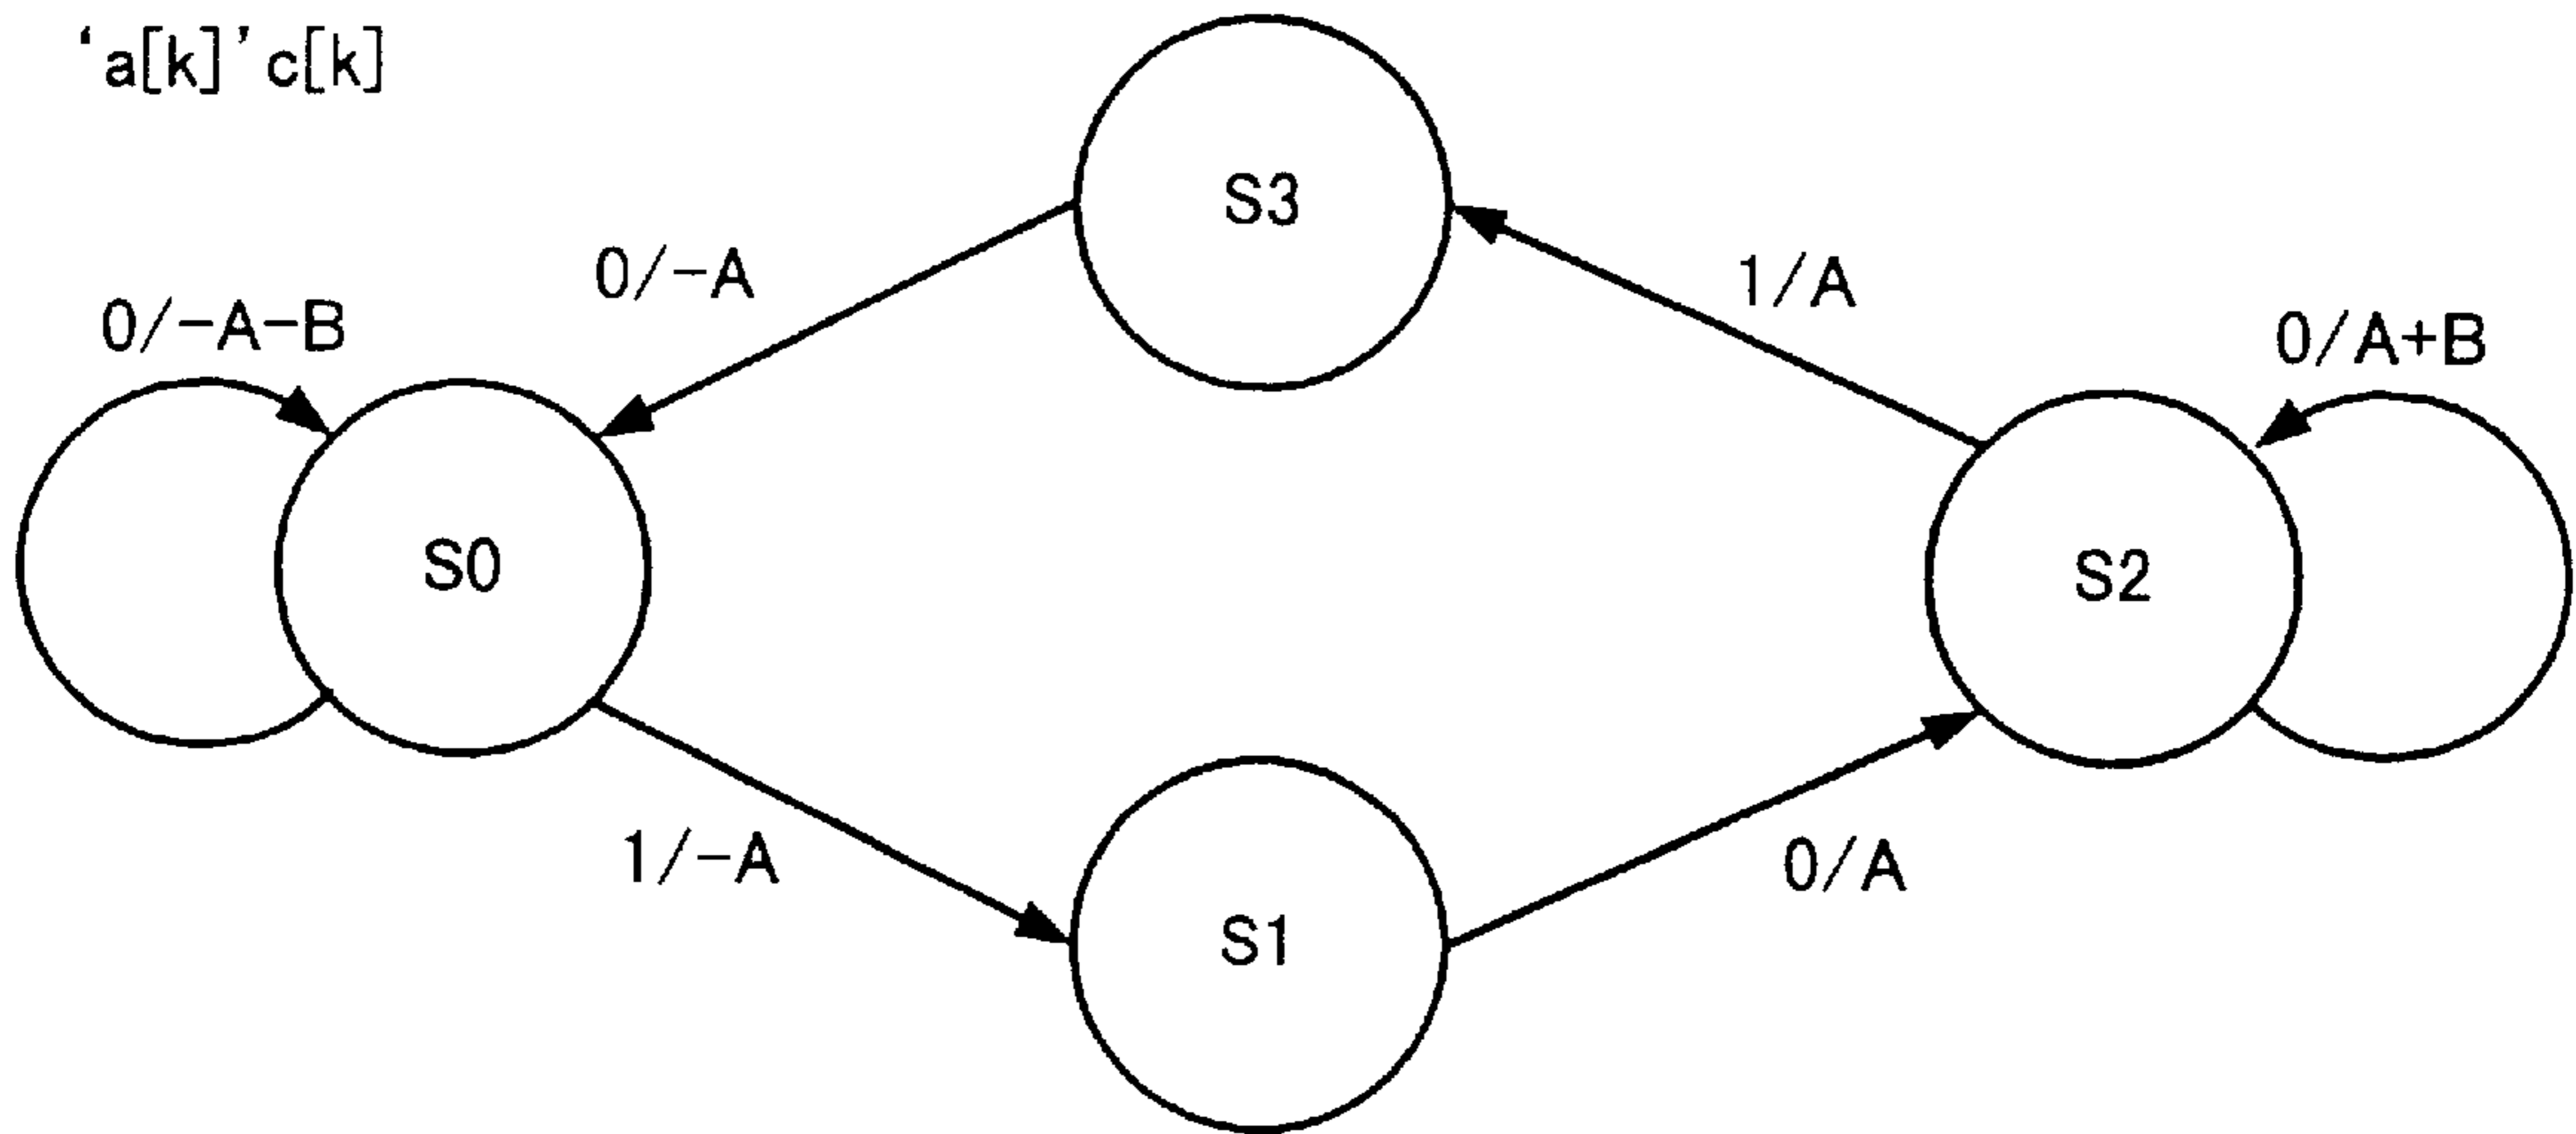 ‘a[k]’c[k]
S3
0/-A
1/A
0/-A-B
0/A+B
S0
S2
1/-A
0/A
S1